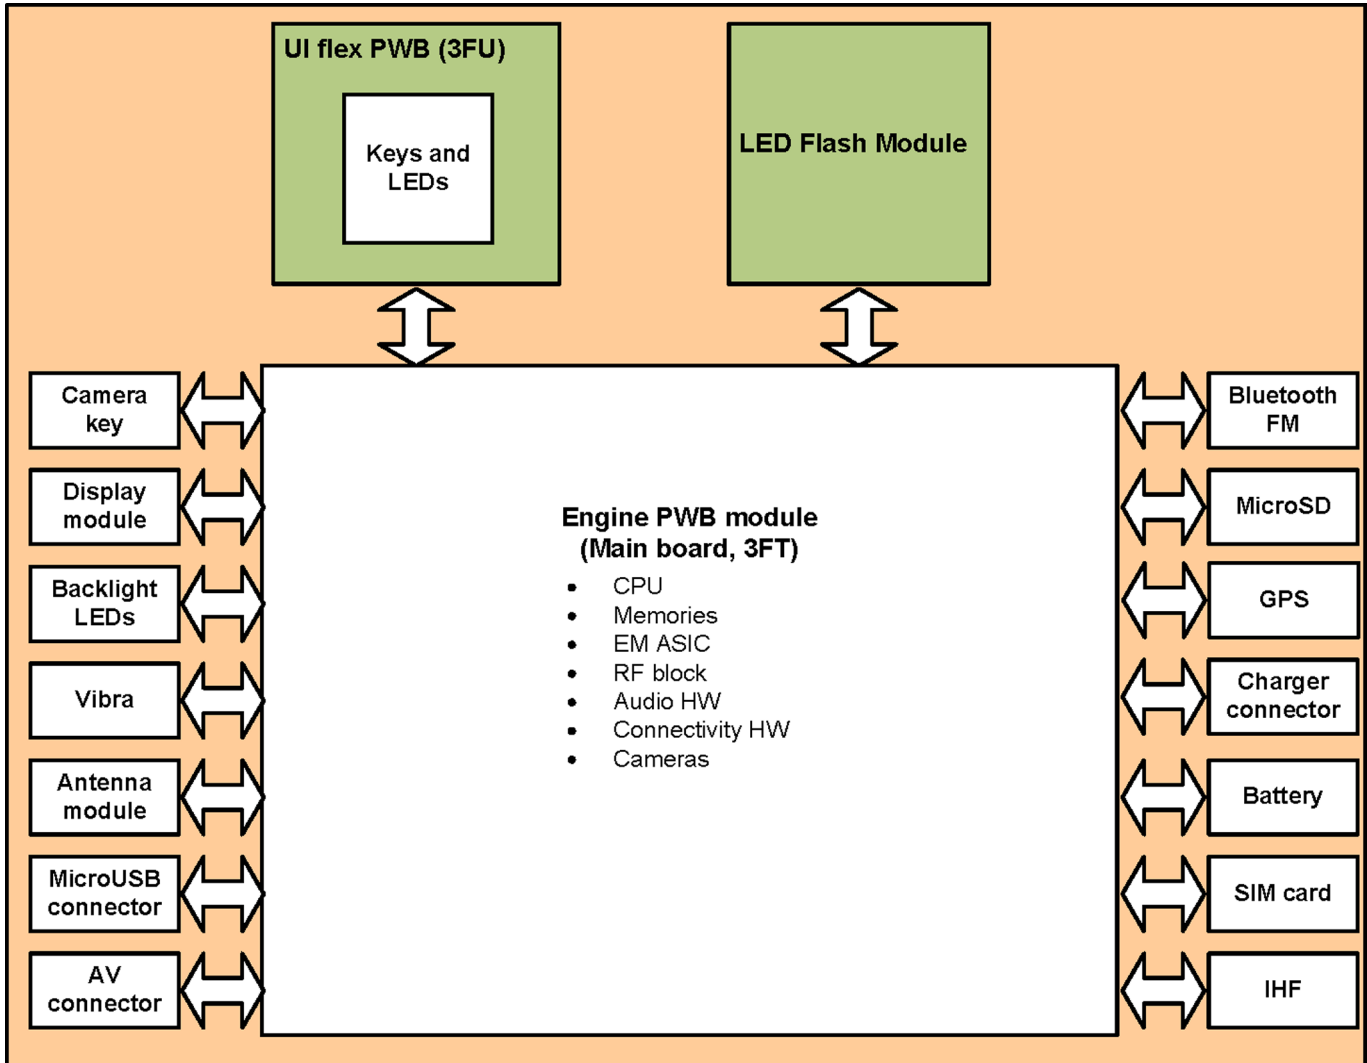 UI flex PWB (3FU)
Keys and
LEDs
LED Flash Module
Camera
key
Display
module
Backlight
LEDs
Vibra
Antenna
module
MicroUSB
connector
AV
connector
Engine PWB module
(Main board, 3FT)
• CPU
• Memories
• EM ASIC
• RF block
• Audio HW
• Connectivity HW
• Cameras
Bluetooth
FM
MicroSD
GPS
Charger
connector
Battery
SIM card
IHF